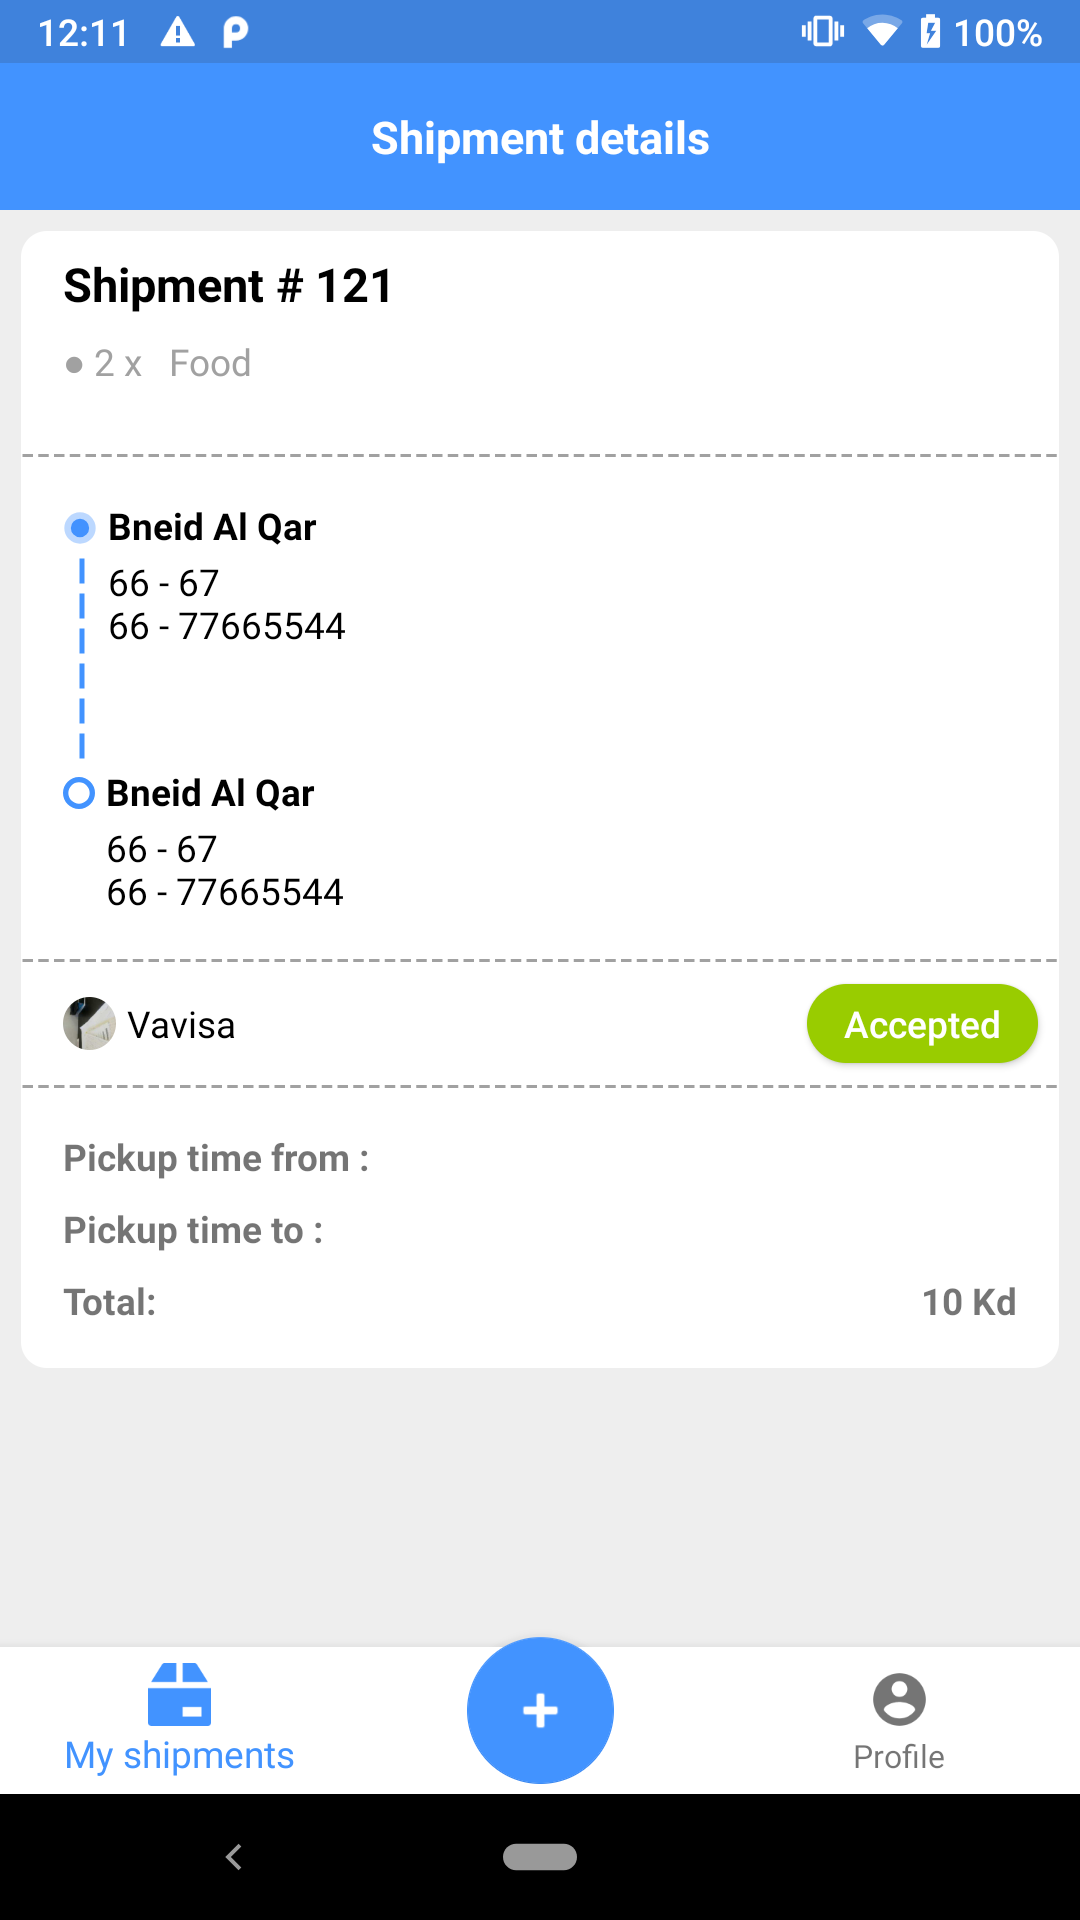 12:11
100%
Shipment details
Shipment # 121
● 2 x Food
Bneid Al Qar
66 - 67
66 - 77665544
Bneid Al Qar
66 - 67
66 - 77665544
Vavisa
Accepted
Pickup time from :
Pickup time to :
Total: 10 Kd
My shipments
Profile